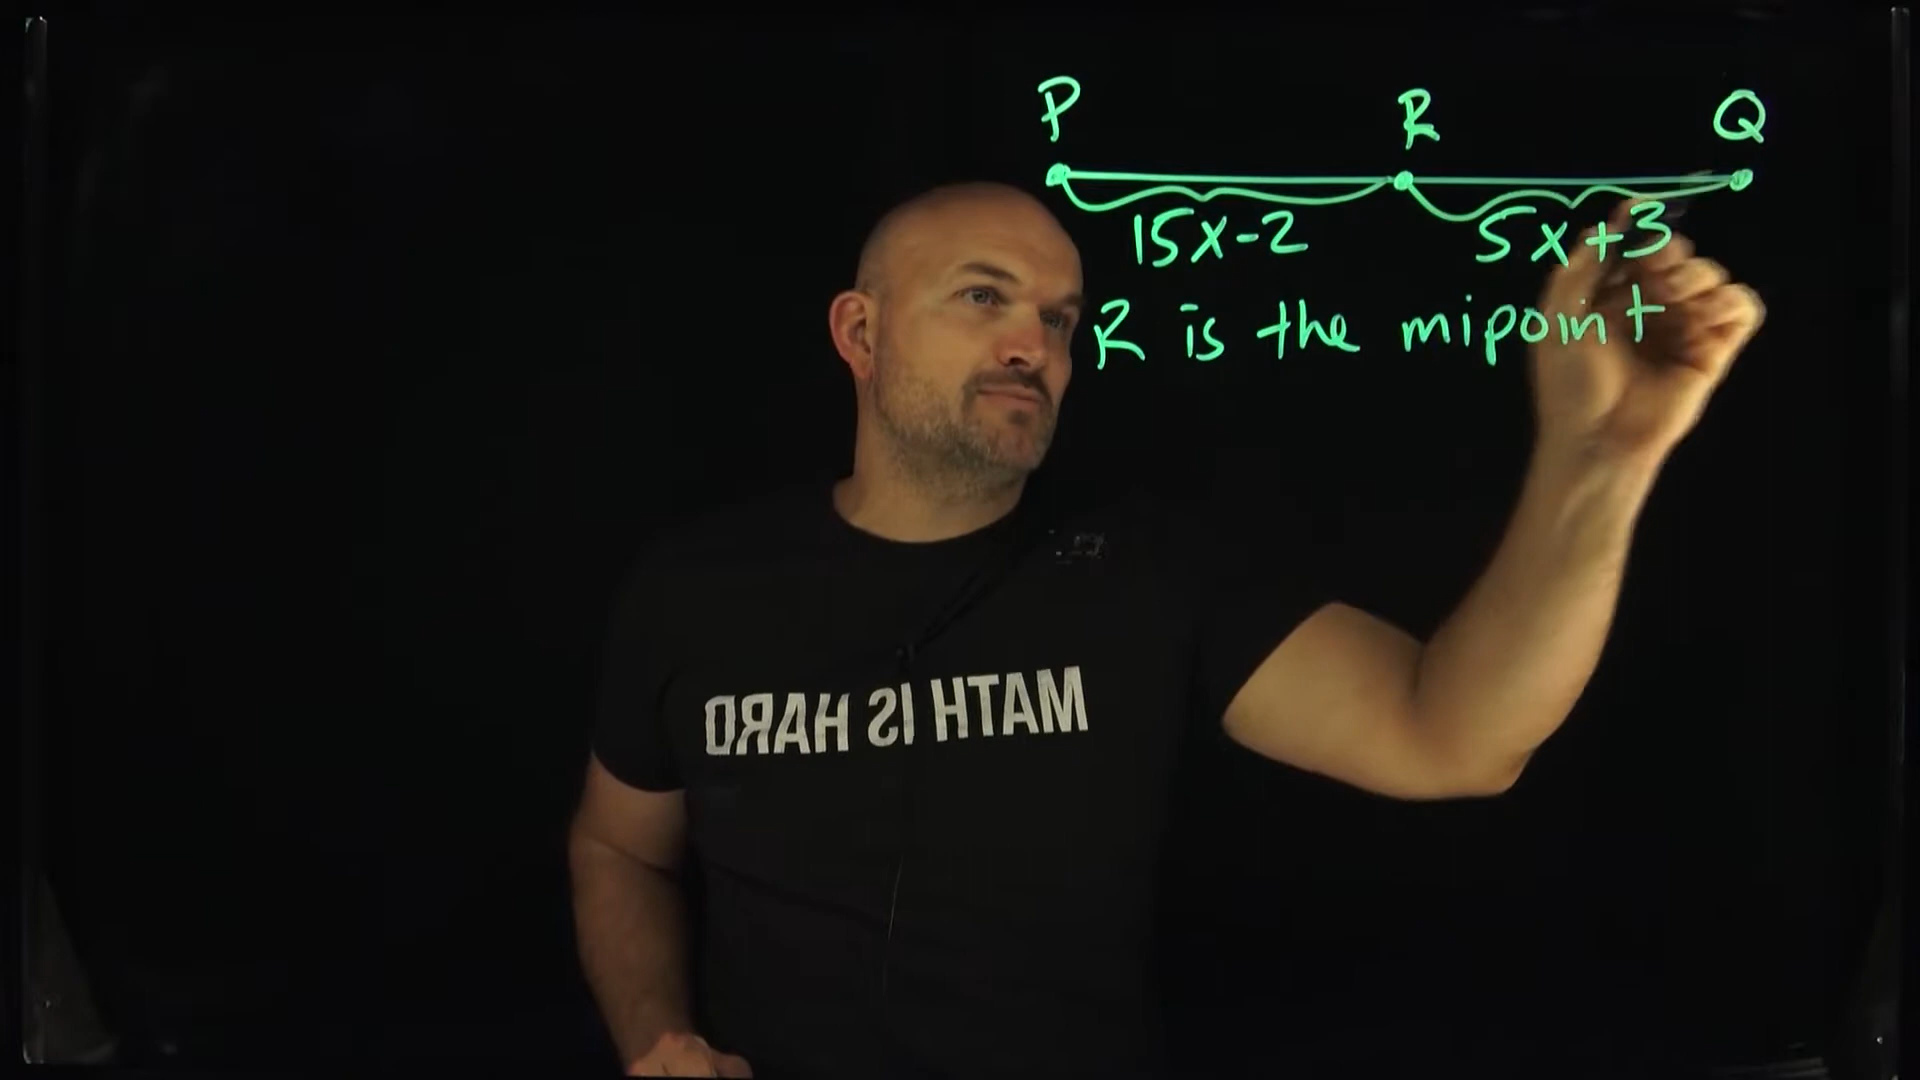 P R Q
15x-2 5x+3
R is the mipoint
MATH IS HARD